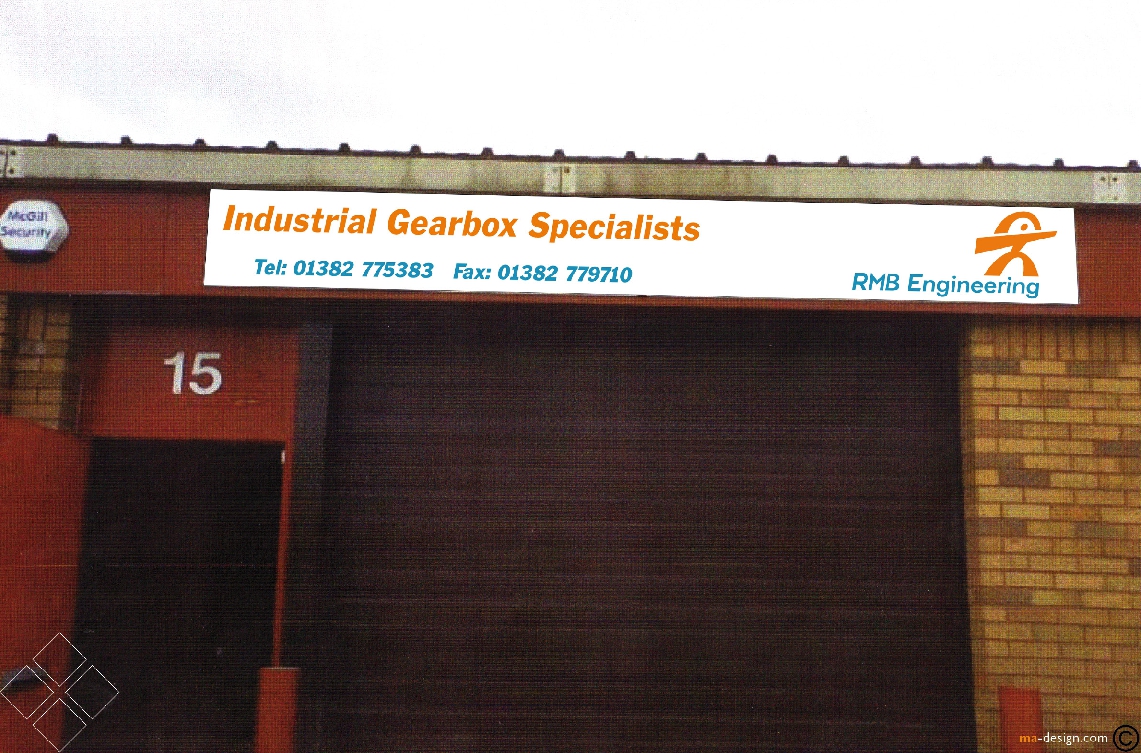 Industrial Gearbox Specialists
Tel: 01382 775383 Fax: 01382 779710
RMB Engineering
McGill
Security
15
ma-design.com ©